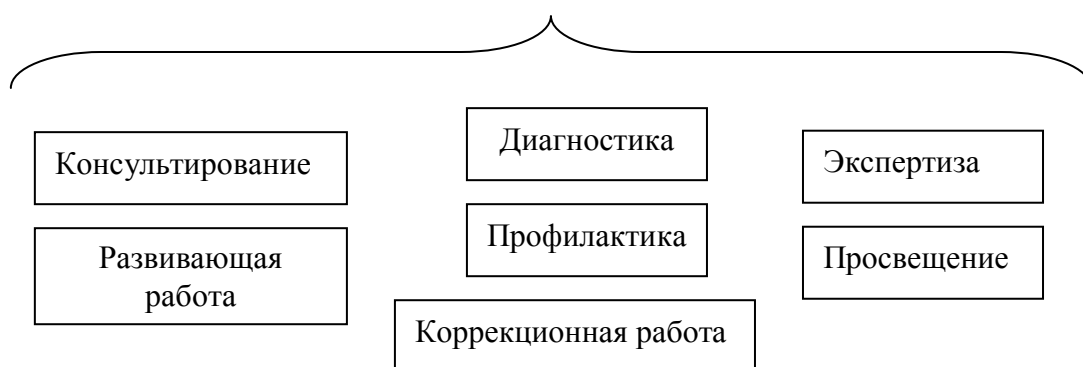 Консультирование
Развивающая
работа
Диагностика
Профилактика
Коррекционная работа
Экспертиза
Просвещение